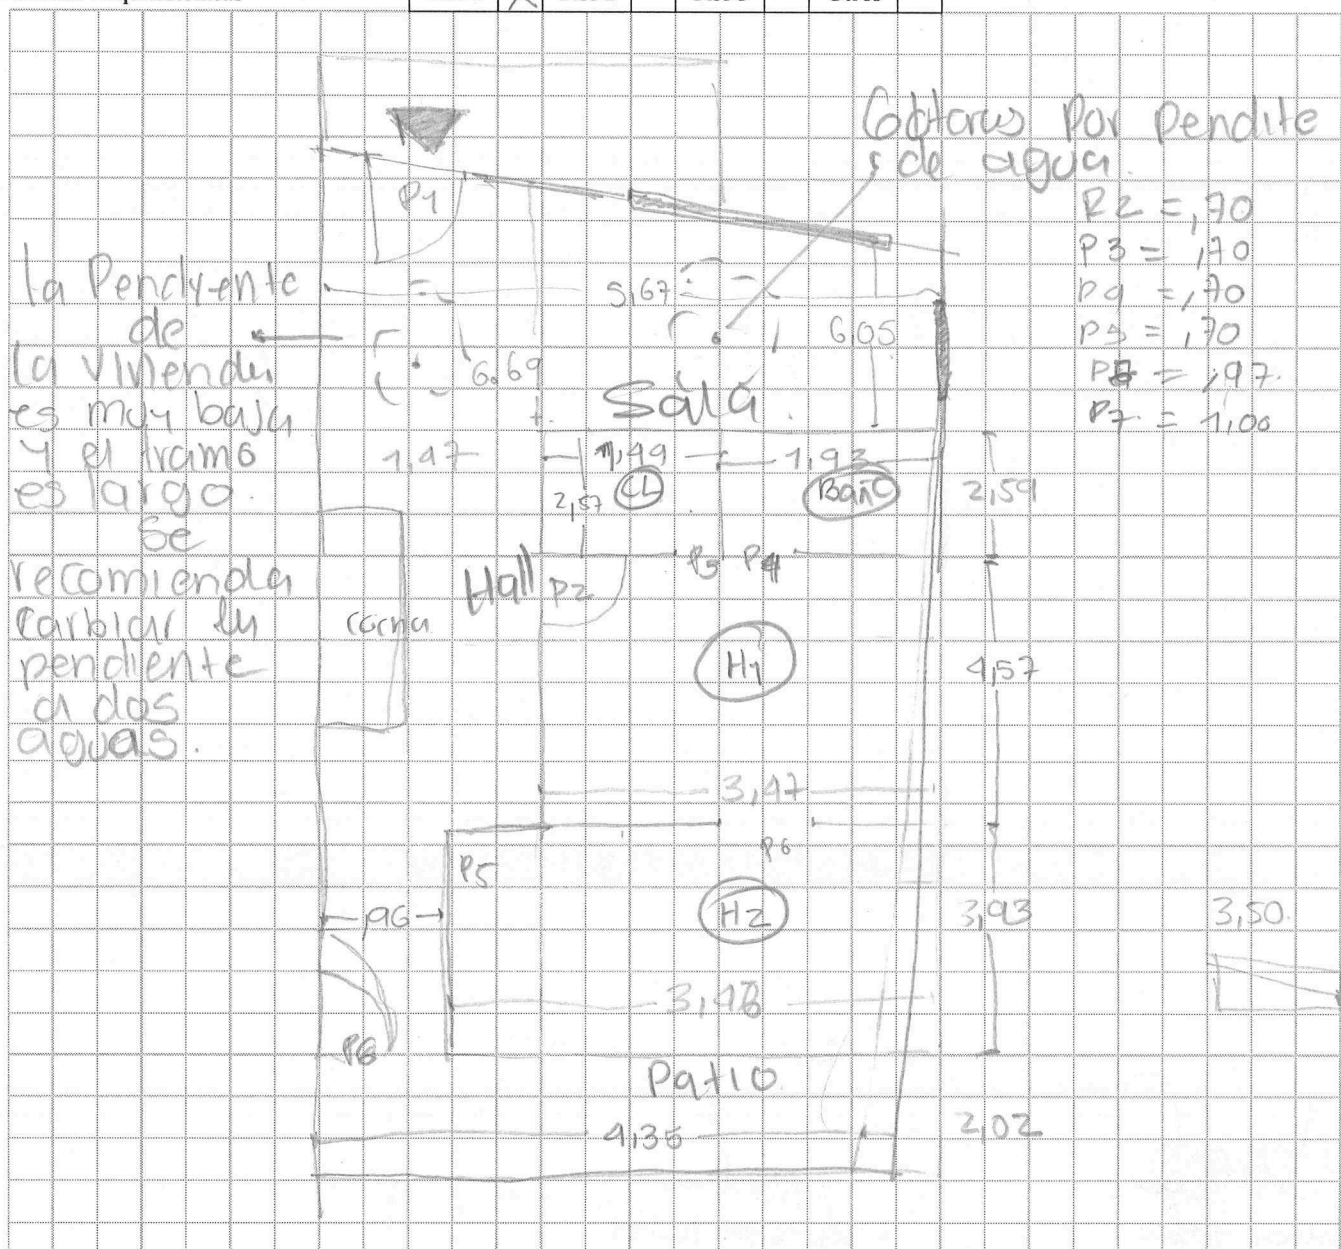 Goteras Por pendite
de agua.
P1
P2 = ,70
P3 = ,70
P4 = ,70
P5 = ,70
P6 = ,97.
P7. = 1,00
la Pendyente
de
la vivienda
es muy baja
y el tramo
es largo.
Se
recomienda
carbiar la
pendiente
a dos
aguas.
5,67
6,05
6.69
Sala.
1,47
1,49
1,93
2,57
CL
Baño
2,59
Hall
P2
P3 P4
cocina
H1
4,57
3,47
P5
P6
,96
H2
3,93
3,50.
P6
Patio.
4,35
2,02